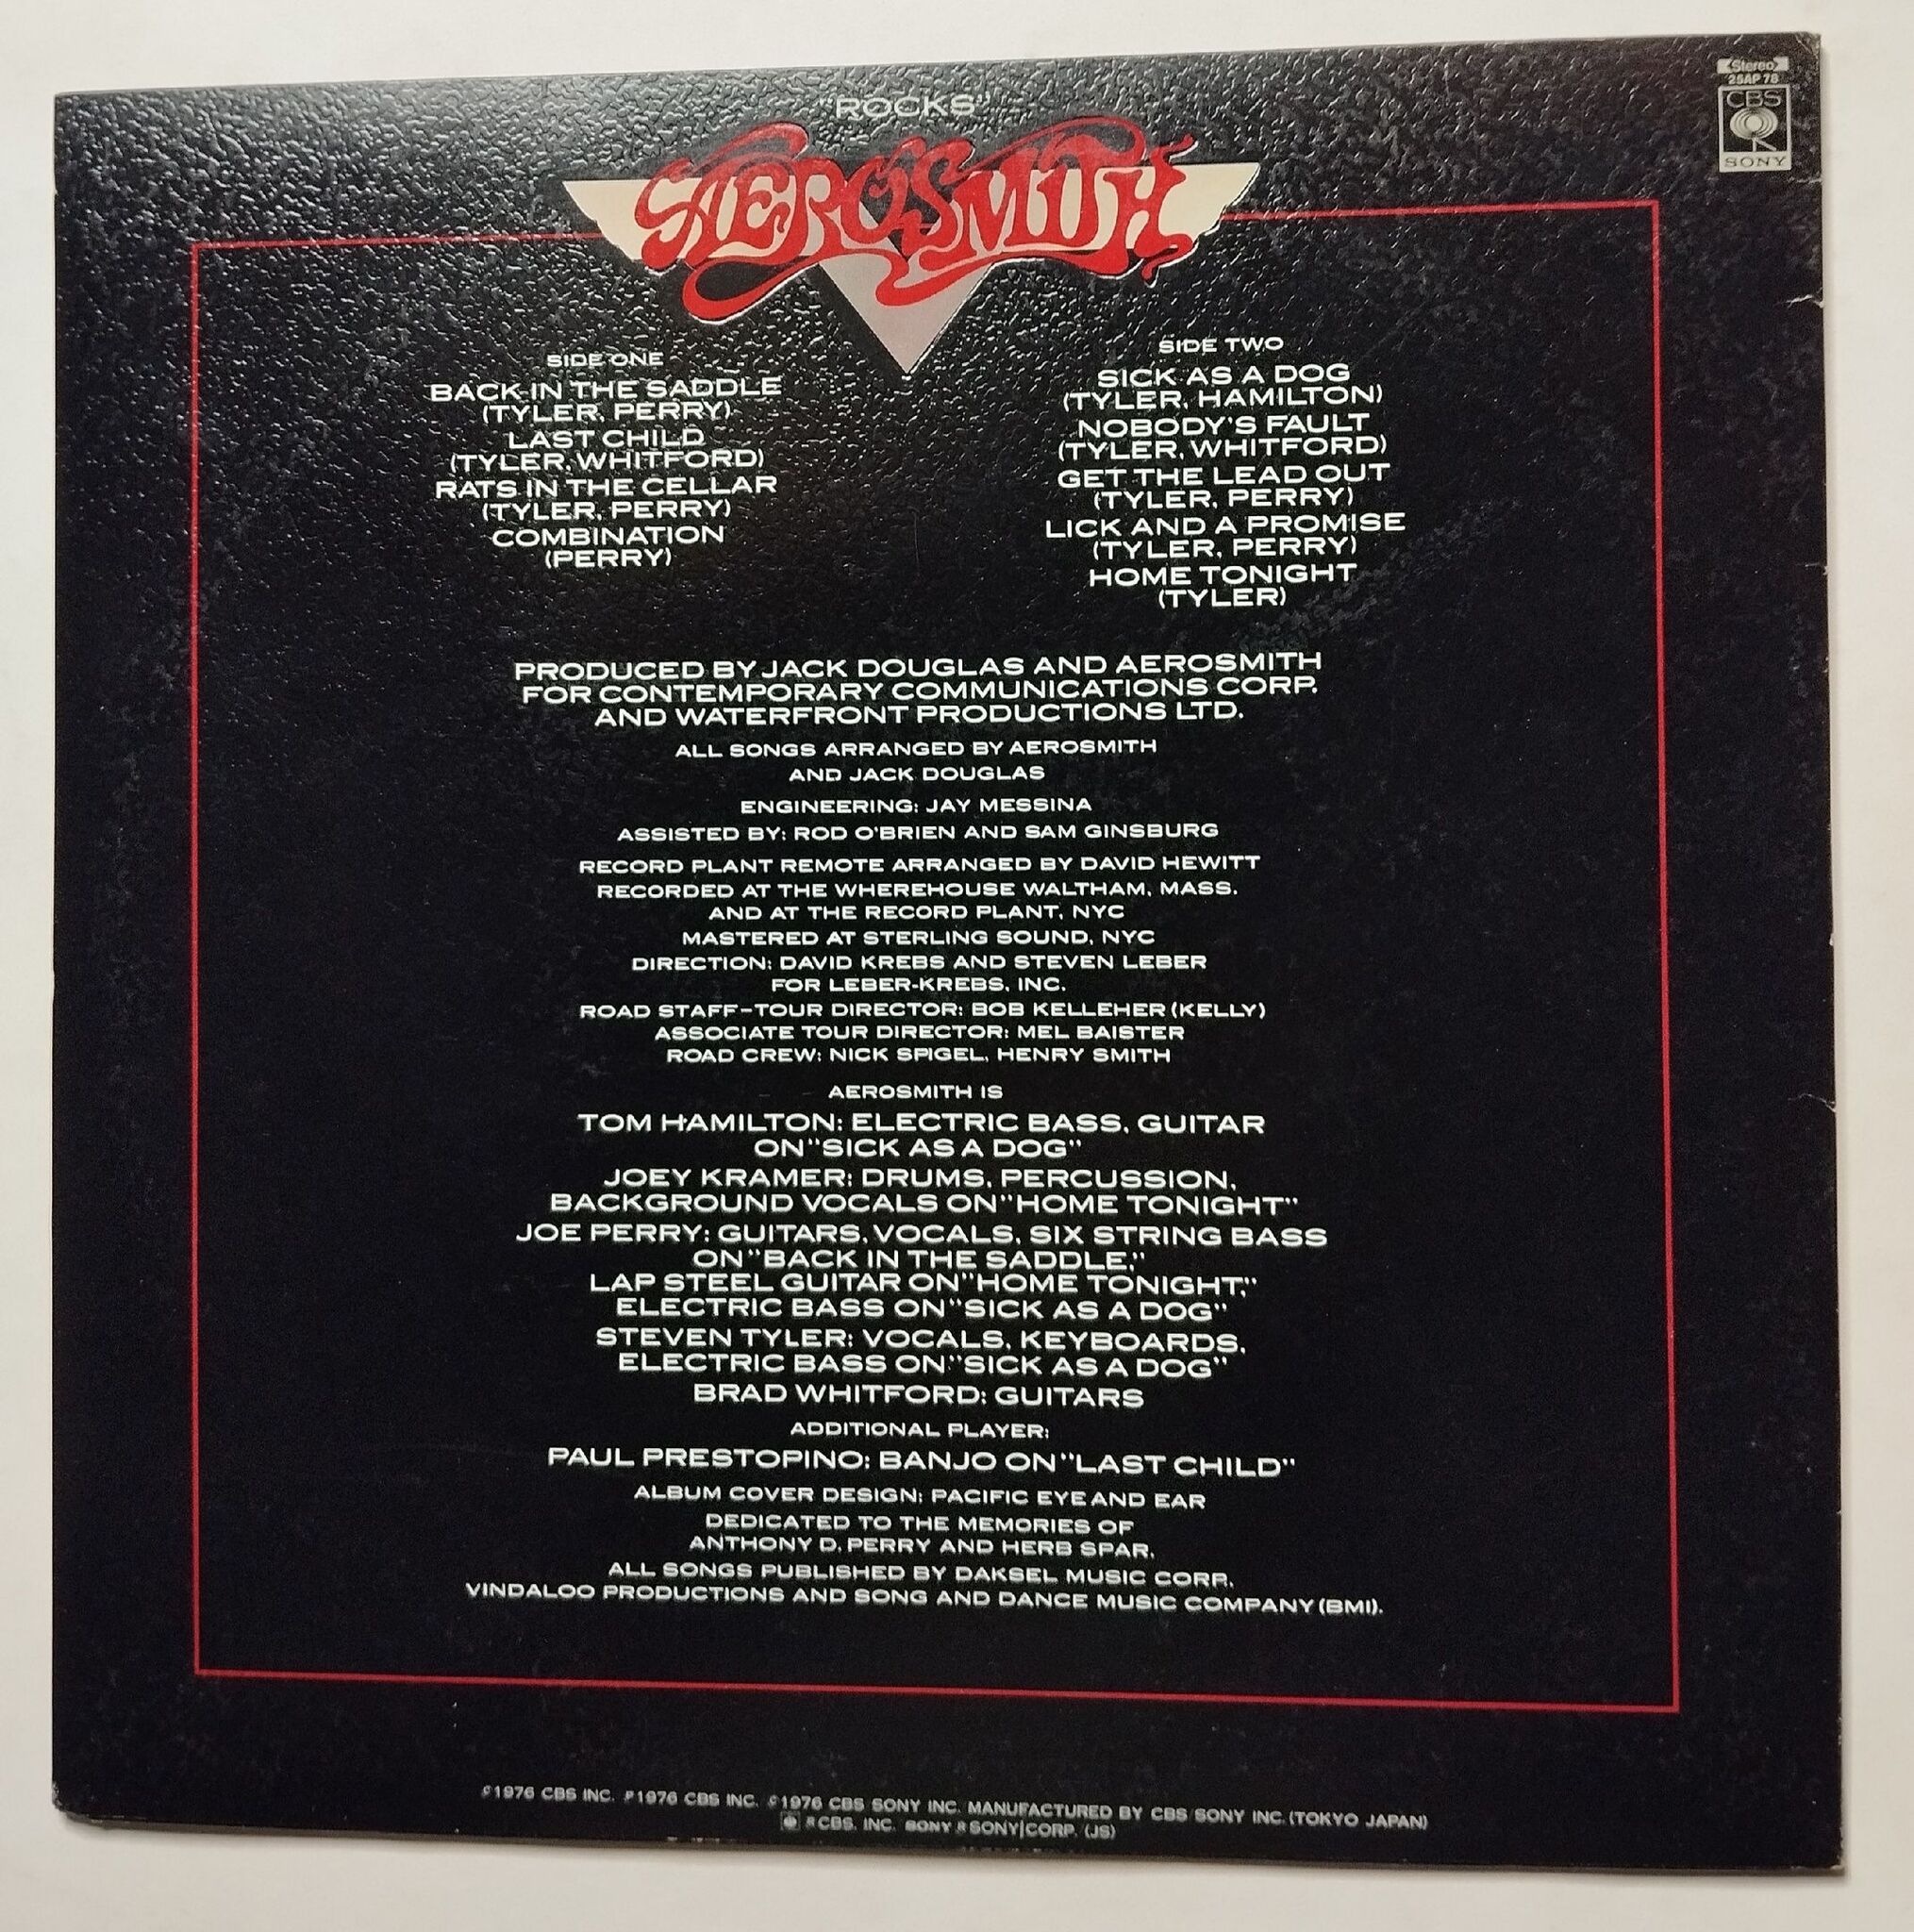 Stereo
25AP 78
CBS
SONY
"ROCKS"
AEROSMITH
SIDE ONE
BACK IN THE SADDLE
(TYLER, PERRY)
LAST CHILD
(TYLER, WHITFORD)
RATS IN THE CELLAR
(TYLER, PERRY)
COMBINATION
(PERRY)
SIDE TWO
SICK AS A DOG
(TYLER, HAMILTON)
NOBODY'S FAULT
(TYLER, WHITFORD)
GET THE LEAD OUT
(TYLER, PERRY)
LICK AND A PROMISE
(TYLER, PERRY)
HOME TONIGHT
(TYLER)
PRODUCED BY JACK DOUGLAS AND AEROSMITH
FOR CONTEMPORARY COMMUNICATIONS CORP.
AND WATERFRONT PRODUCTIONS LTD.
ALL SONGS ARRANGED BY AEROSMITH
AND JACK DOUGLAS
ENGINEERING: JAY MESSINA
ASSISTED BY: ROD O'BRIEN AND SAM GINSBURG
RECORD PLANT REMOTE ARRANGED BY DAVID HEWITT
RECORDED AT THE WHEREHOUSE WALTHAM, MASS.
AND AT THE RECORD PLANT, NYC
MASTERED AT STERLING SOUND, NYC
DIRECTION: DAVID KREBS AND STEVEN LEBER
FOR LEBER-KREBS, INC.
ROAD STAFF-TOUR DIRECTOR: BOB KELLEHER (KELLY)
ASSOCIATE TOUR DIRECTOR: MEL BAISTER
ROAD CREW: NICK SPIGEL, HENRY SMITH
AEROSMITH IS
TOM HAMILTON: ELECTRIC BASS, GUITAR
ON "SICK AS A DOG"
JOEY KRAMER: DRUMS, PERCUSSION,
BACKGROUND VOCALS ON "HOME TONIGHT"
JOE PERRY: GUITARS, VOCALS, SIX STRING BASS
ON "BACK IN THE SADDLE,"
LAP STEEL GUITAR ON "HOME TONIGHT,"
ELECTRIC BASS ON "SICK AS A DOG"
STEVEN TYLER: VOCALS, KEYBOARDS,
ELECTRIC BASS ON "SICK AS A DOG"
BRAD WHITFORD: GUITARS
ADDITIONAL PLAYER:
PAUL PRESTOPINO: BANJO ON "LAST CHILD"
ALBUM COVER DESIGN: PACIFIC EYE AND EAR
DEDICATED TO THE MEMORIES OF
ANTHONY D. PERRY AND HERB SPAR.
ALL SONGS PUBLISHED BY DAKSEL MUSIC CORP.,
VINDALOO PRODUCTIONS AND SONG AND DANCE MUSIC COMPANY (BMI).
©1976 CBS INC. ℗1976 CBS INC. ©1976 CBS SONY INC. MANUFACTURED BY CBS/SONY INC. (TOKYO JAPAN)
® CBS. INC. SONY ® SONY CORP. (JS)